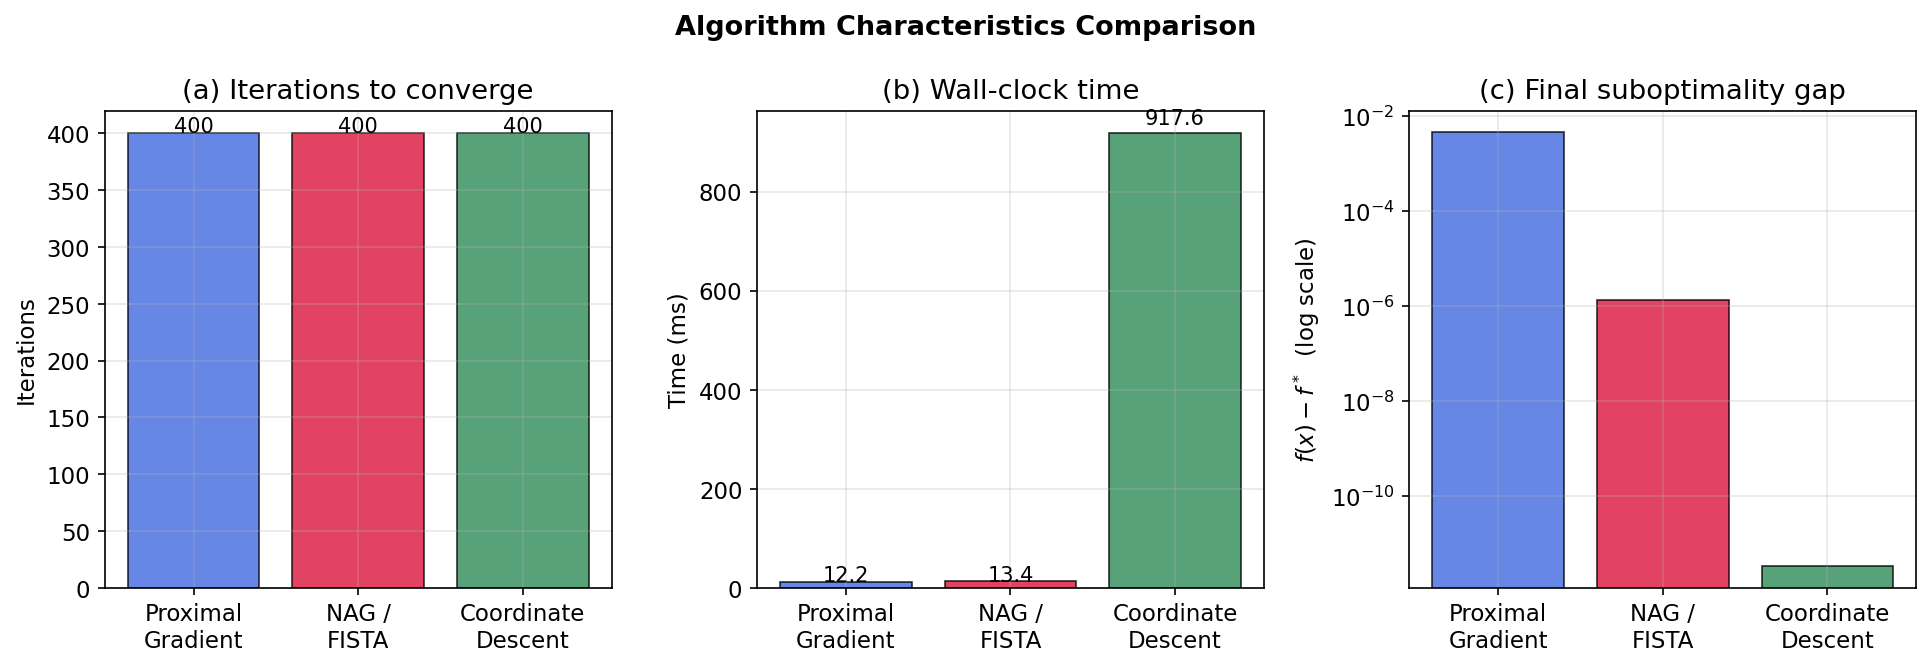 Algorithm Characteristics Comparison
(a) Iterations to converge
Iterations
400
350
300
250
200
150
100
50
0
400
400
400
Proximal
Gradient
NAG /
FISTA
Coordinate
Descent
(b) Wall-clock time
Time (ms)
800
600
400
200
0
12.2
13.4
917.6
Proximal
Gradient
NAG /
FISTA
Coordinate
Descent
(c) Final suboptimality gap
f(x) − f* (log scale)
10⁻²
10⁻⁴
10⁻⁶
10⁻⁸
10⁻¹⁰
Proximal
Gradient
NAG /
FISTA
Coordinate
Descent